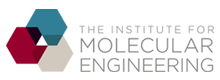 THE INSTITUTE FOR
MOLECULAR
ENGINEERING